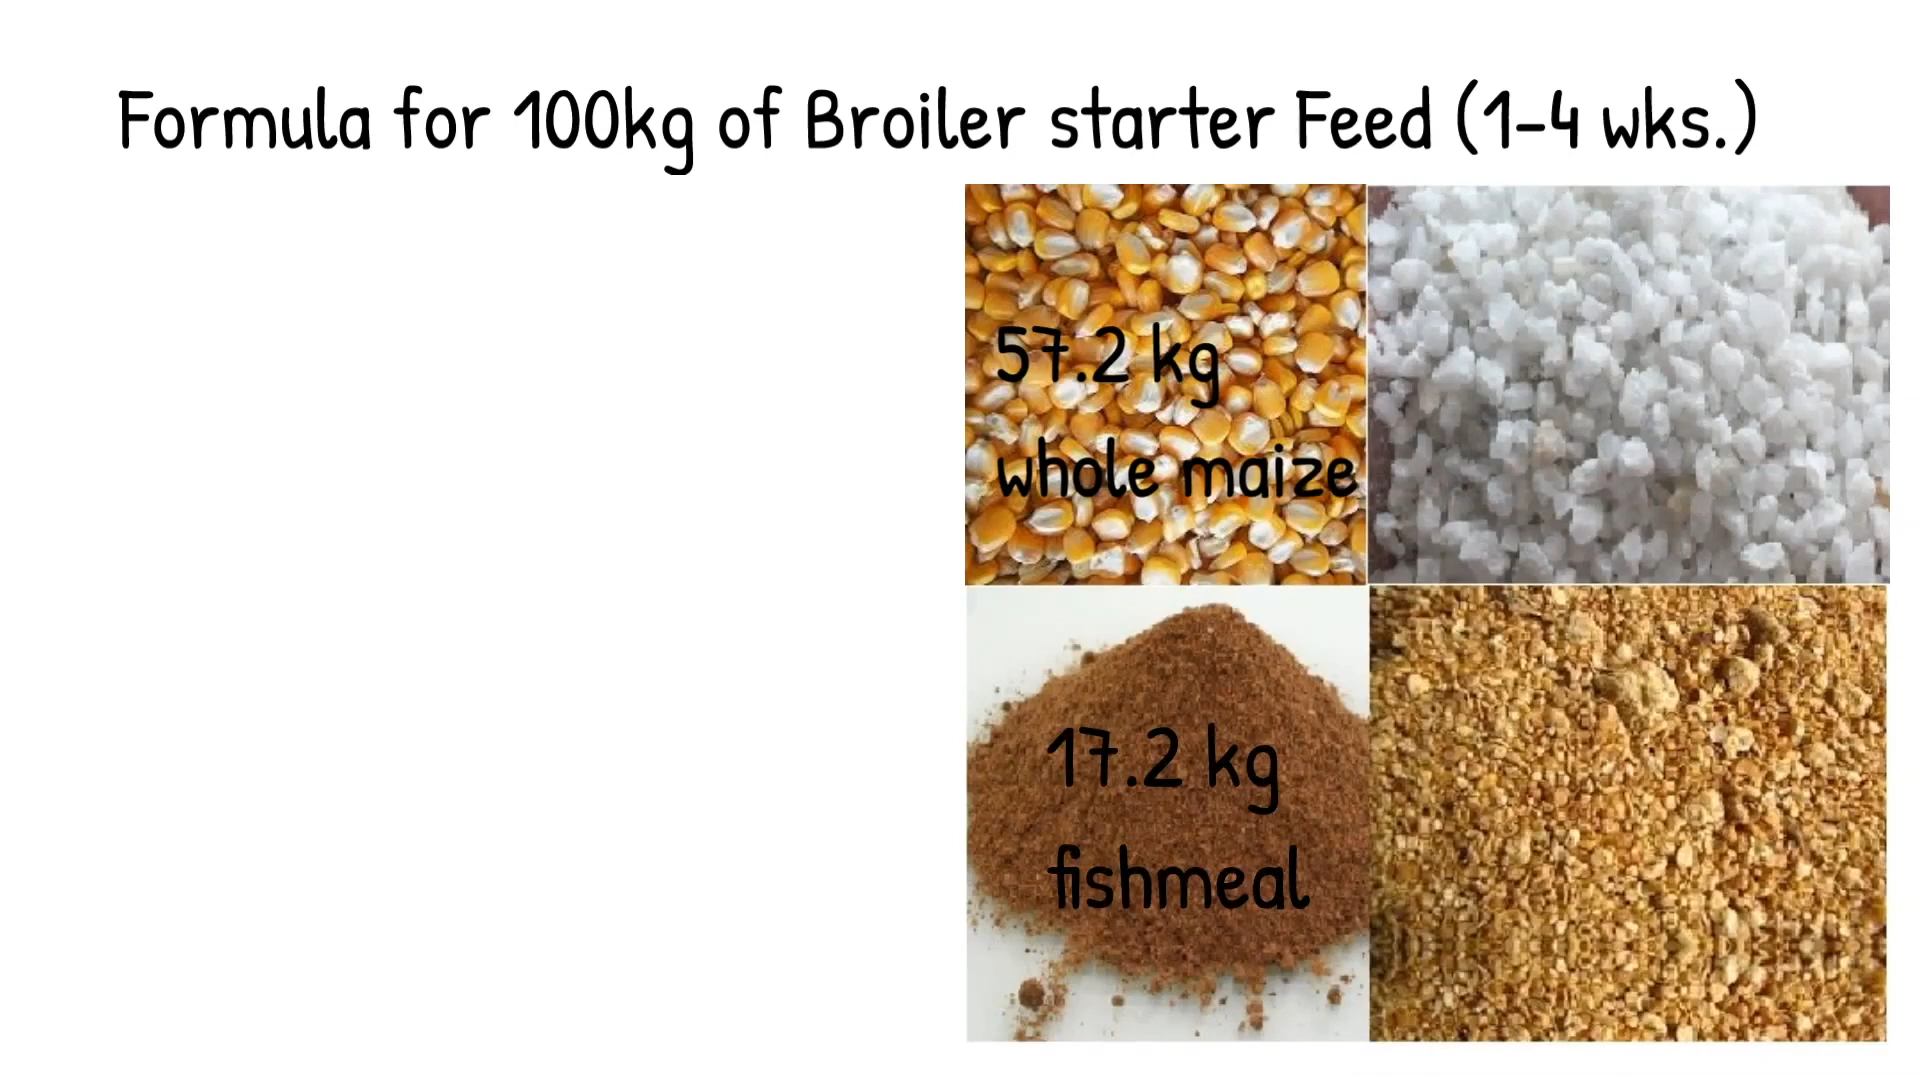 Formula for 100kg of Broiler starter Feed (1-4 wks.)
57.2 kg
whole maize
17.2 kg
fishmeal